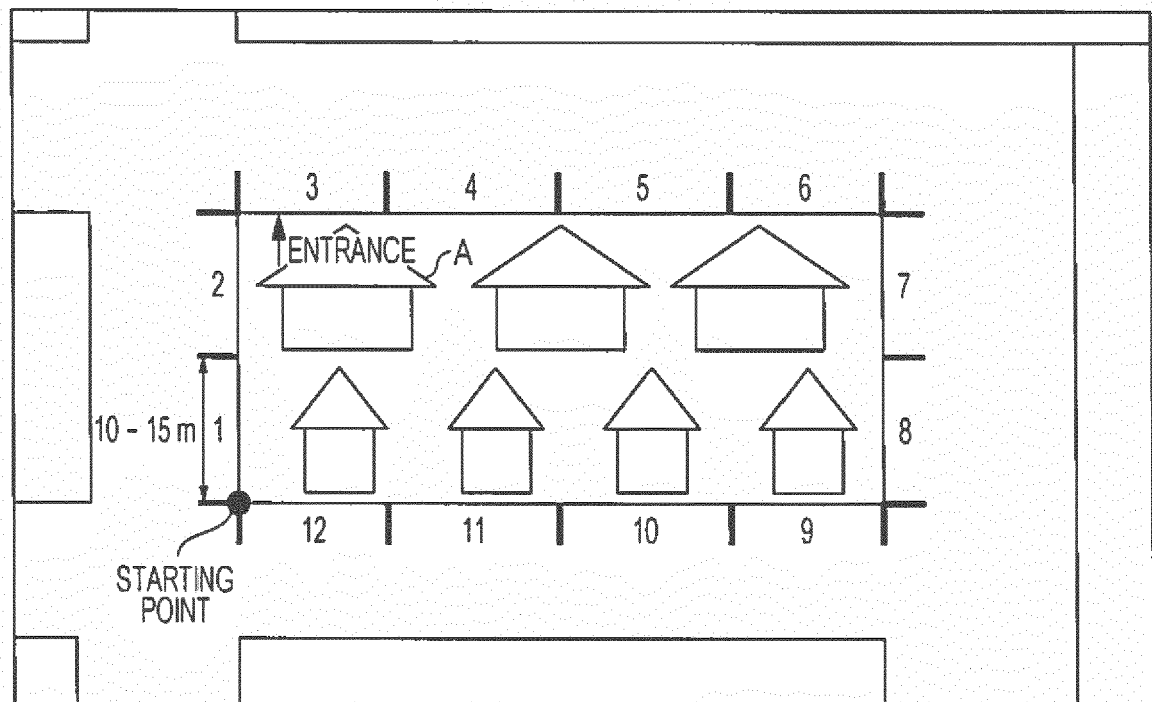 3 4 5 6
ENTRANCE
A
2
7
10 – 15 m
1
8
12 11 10 9
STARTING
POINT